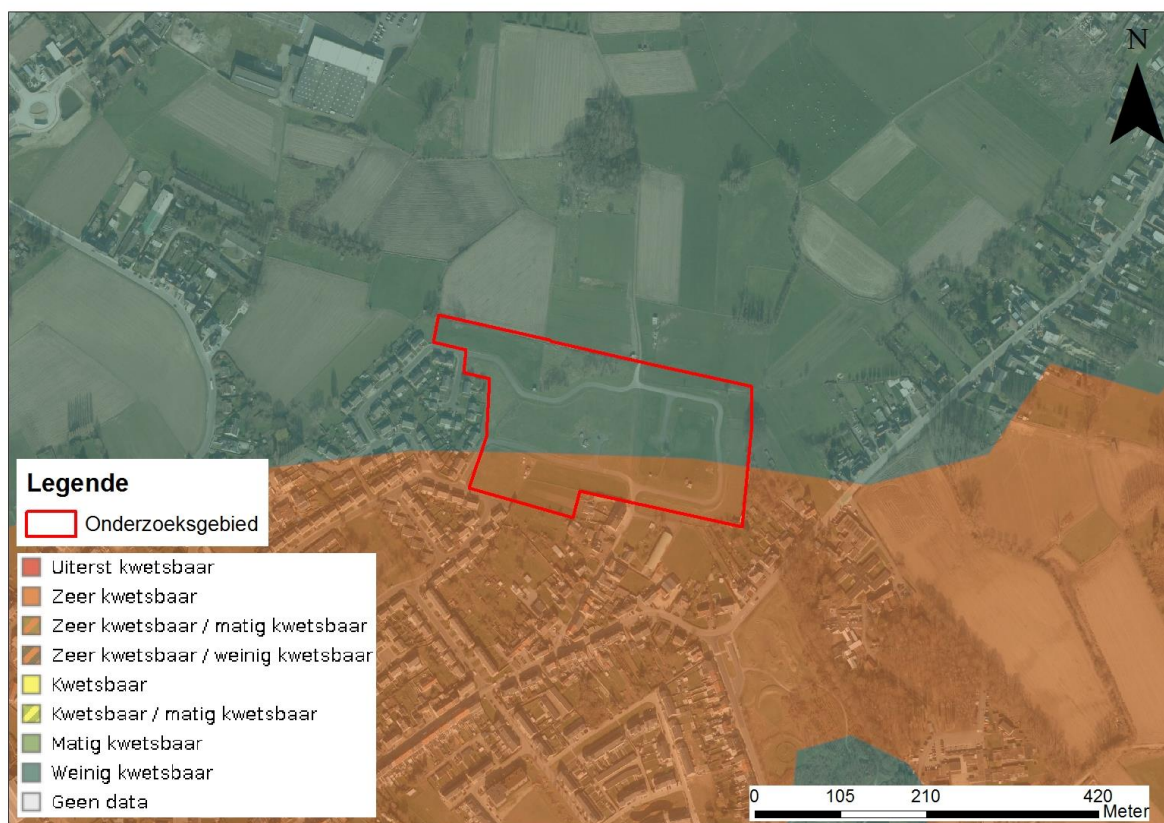 N
Legende
Onderzoeksgebied
Uiterst kwetsbaar
Zeer kwetsbaar
Zeer kwetsbaar / matig kwetsbaar
Zeer kwetsbaar / weinig kwetsbaar
Kwetsbaar
Kwetsbaar / matig kwetsbaar
Matig kwetsbaar
Weinig kwetsbaar
Geen data
0 105 210 420
Meter